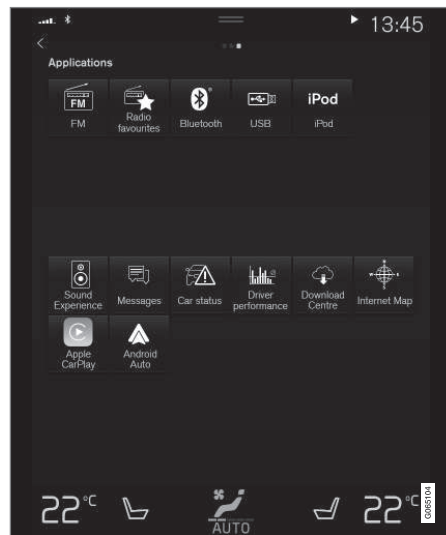 13:45
Applications
FM
FM
Radio
favourites
Bluetooth
USB
iPod
iPod
Sound
Experience
Messages
Car status
Driver
performance
Download
Centre
Internet Map
Apple
CarPlay
Android
Auto
22°C
AUTO
22°C
G065104